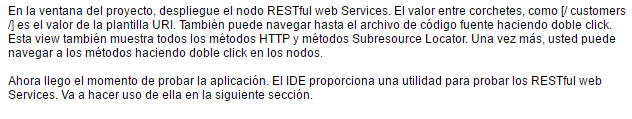 En la ventana del proyecto, despliegue el nodo RESTful web Services. El valor entre corchetes, como [/ customers
/] es el valor de la plantilla URI. También puede navegar hasta el archivo de código fuente haciendo doble click.
Esta view también muestra todos los métodos HTTP y métodos Subresource Locator. Una vez más, usted puede
navegar a los métodos haciendo doble click en los nodos.
Ahora llego el momento de probar la aplicación. El IDE proporciona una utilidad para probar los RESTful web
Services. Va a hacer uso de ella en la siguiente sección.